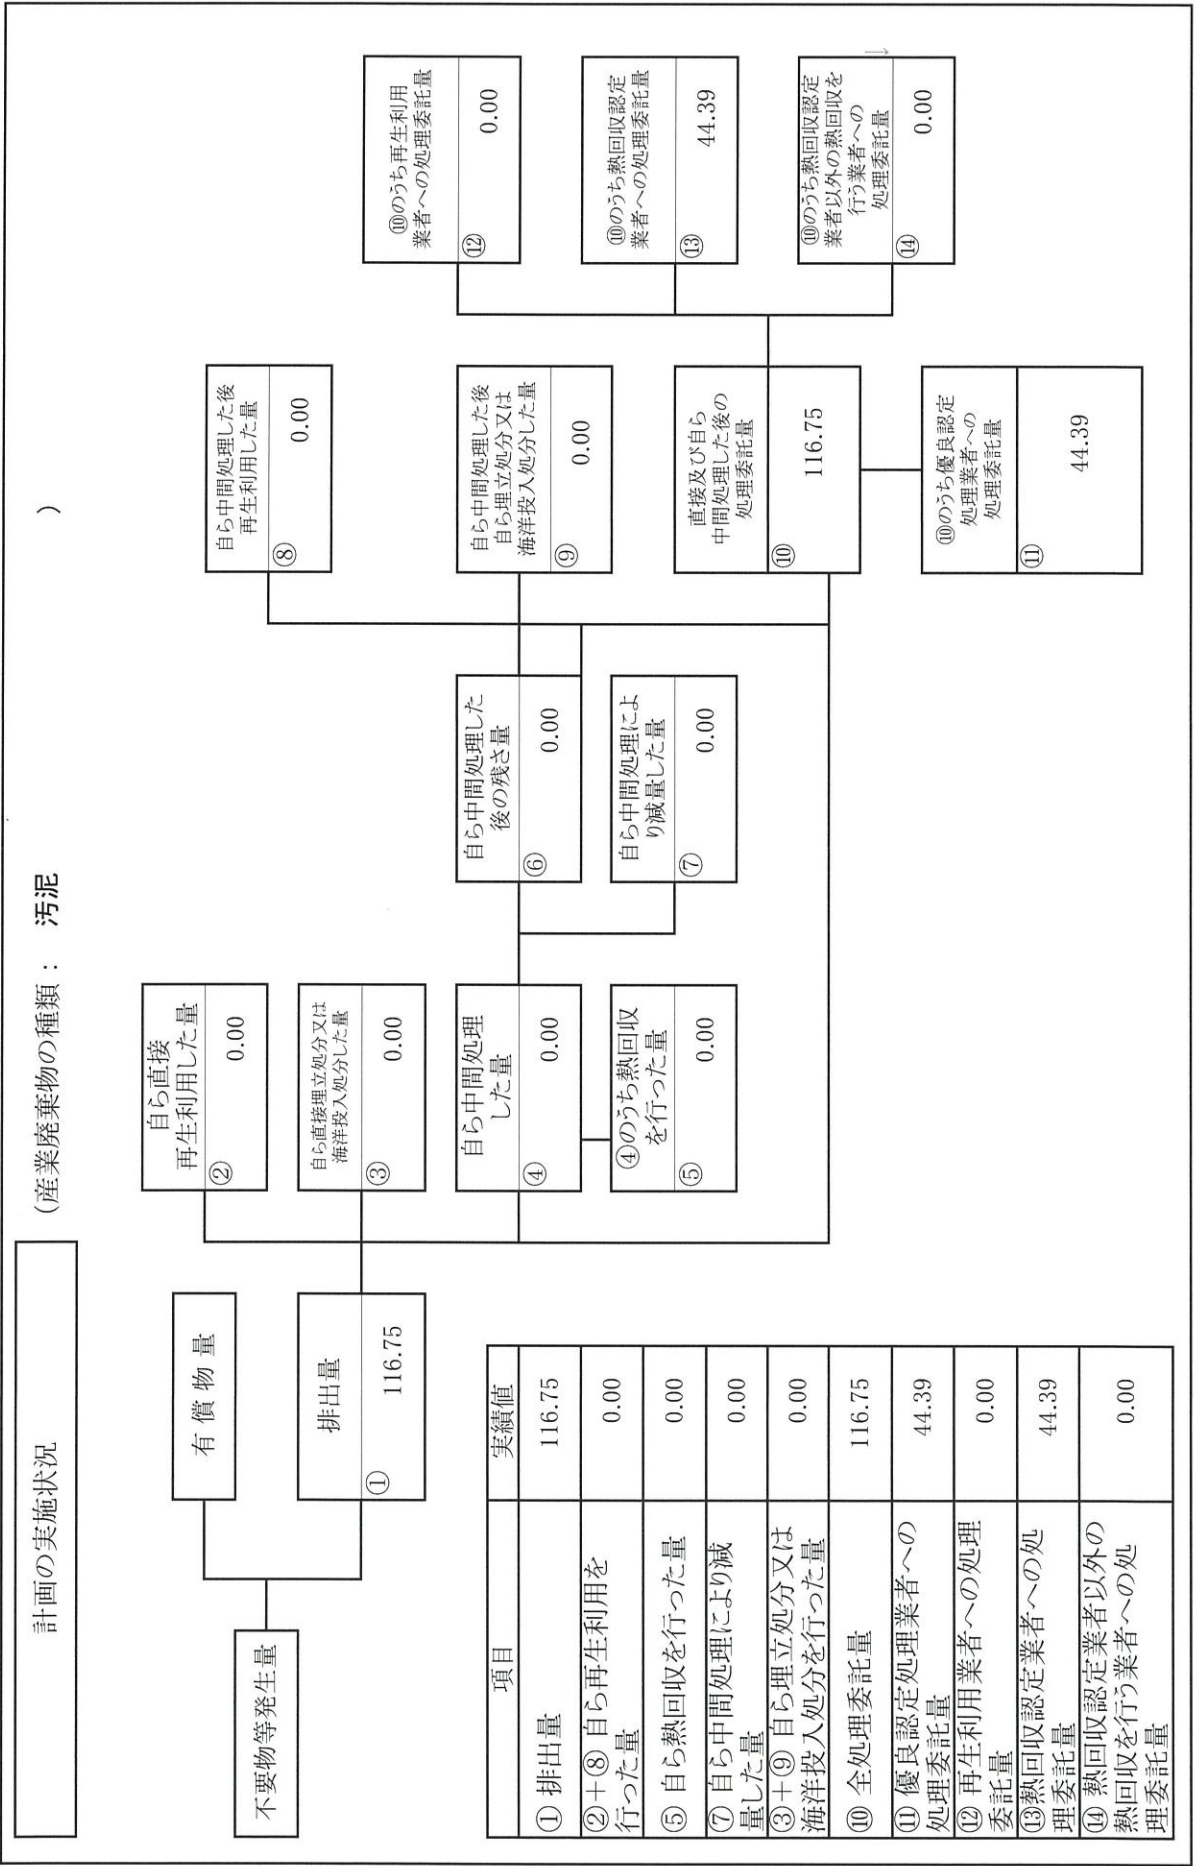 計画の実施状況
(産業廃棄物の種類： 汚泥 )
不要物等発生量
有 償 物 量
排出量
① 116.75
自ら直接
再生利用した量
② 0.00
自ら直接埋立処分又は
海洋投入処分した量
③ 0.00
自ら中間処理
した量
④ 0.00
④のうち熱回収
を行った量
⑤ 0.00
自ら中間処理した
後の残さ量
⑥ 0.00
自ら中間処理によ
り減量した量
⑦ 0.00
自ら中間処理した後
再生利用した量
⑧ 0.00
自ら中間処理した後
自ら埋立処分又は
海洋投入処分した量
⑨ 0.00
直接及び自ら
中間処理した後の
処理委託量
⑩ 116.75
⑩のうち優良認定
処理業者への
処理委託量
⑪ 44.39
⑩のうち再生利用
業者への処理委託量
⑫ 0.00
⑩のうち熱回収認定
業者への処理委託量
⑬ 44.39
⑩のうち熱回収認定
業者以外の熱回収を
行う業者への
処理委託量
⑭ 0.00
項目 実績値
① 排出量 116.75
②＋⑧ 自ら再生利用を
行った量 0.00
⑤ 自ら熱回収を行った量 0.00
⑦ 自ら中間処理により減
量した量 0.00
③＋⑨ 自ら埋立処分又は
海洋投入処分を行った量 0.00
⑩ 全処理委託量 116.75
⑪ 優良認定処理業者への
処理委託量 44.39
⑫ 再生利用業者への処理
委託量 0.00
⑬熱回収認定業者への処
理委託量 44.39
⑭ 熱回収認定業者以外の
熱回収を行う業者への処
理委託量 0.00